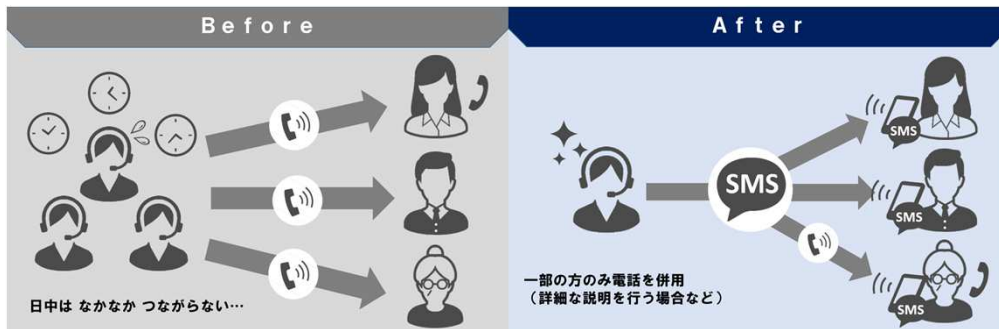 Before
After
SMS
SMS
SMS
SMS
日中は なかなか つながらない…
一部の方のみ電話を併用
(詳細な説明を行う場合など)